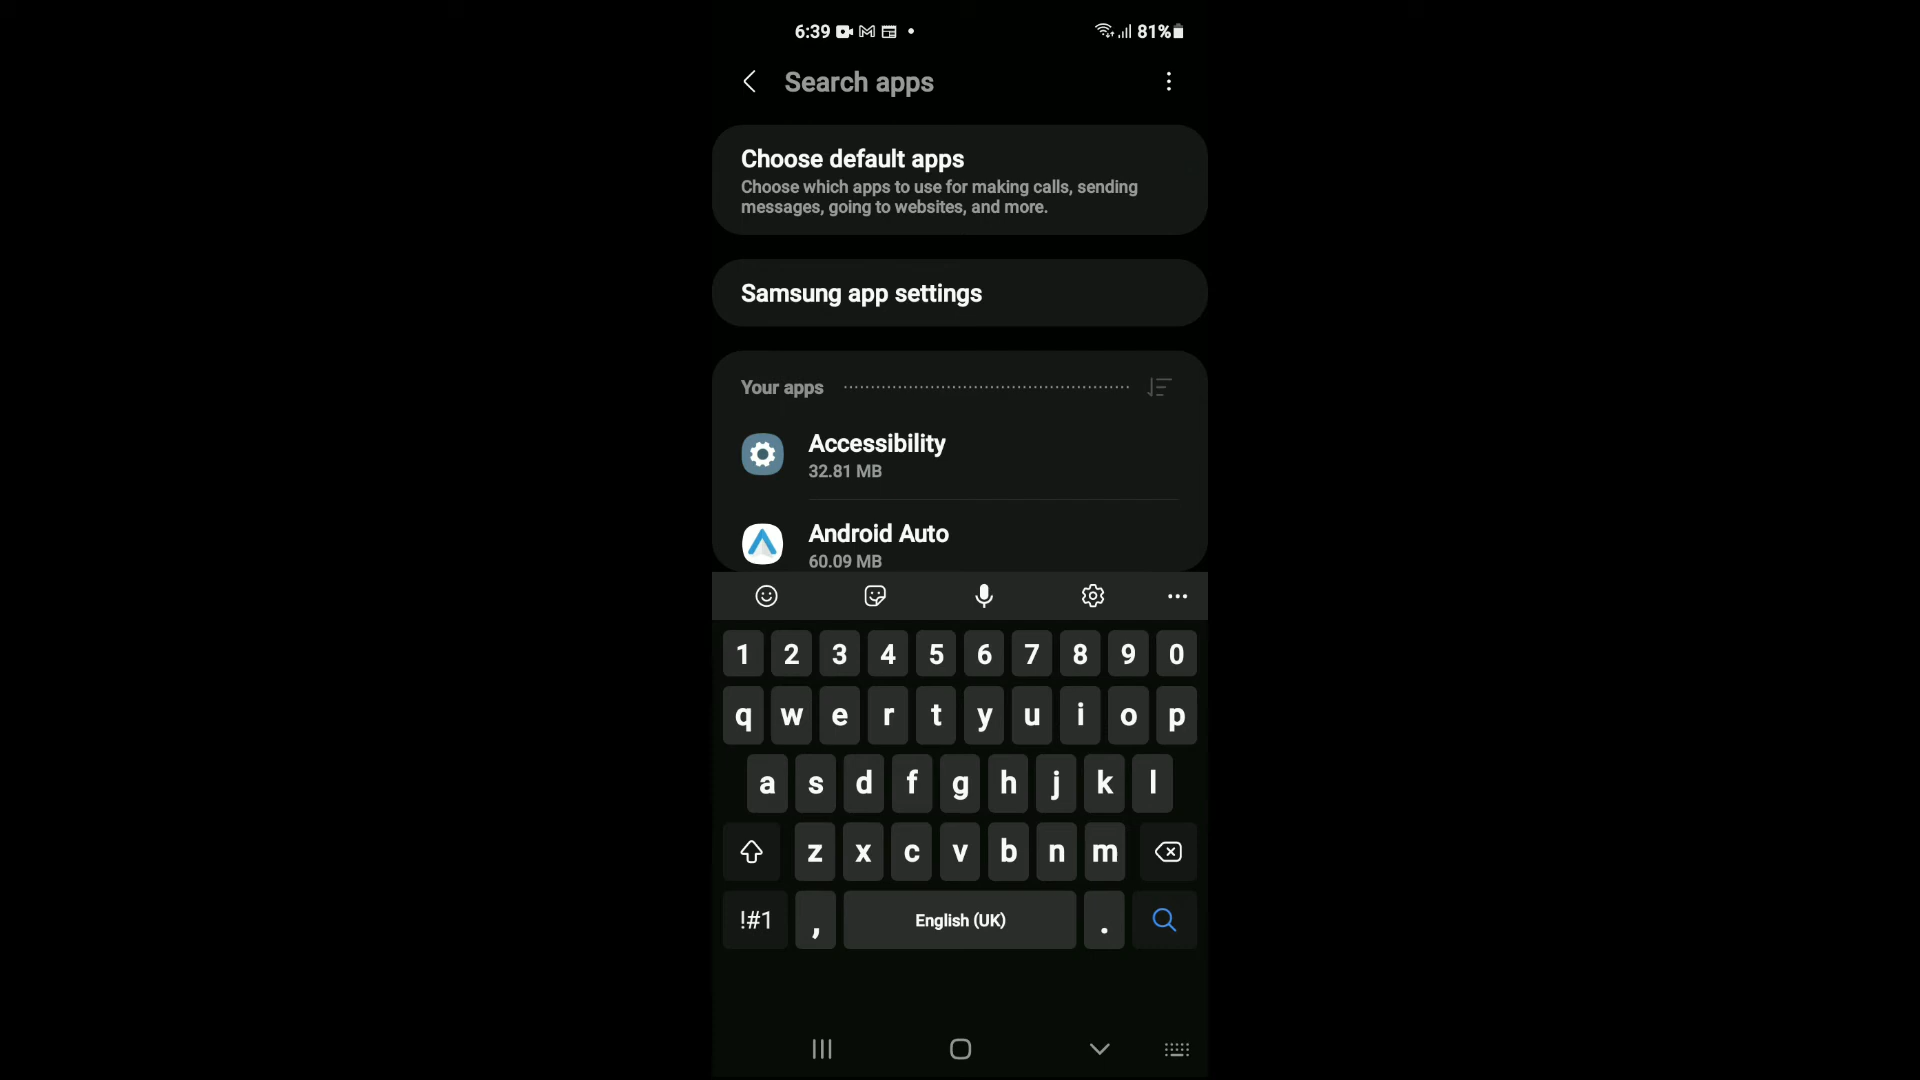 6:39
81%
Search apps
Choose default apps
Choose which apps to use for making calls, sending
messages, going to websites, and more.
Samsung app settings
Your apps
Accessibility
32.81 MB
Android Auto
60.09 MB
1 2 3 4 5 6 7 8 9 0
q w e r t y u i o p
a s d f g h j k l
z x c v b n m
!#1 , English (UK) .